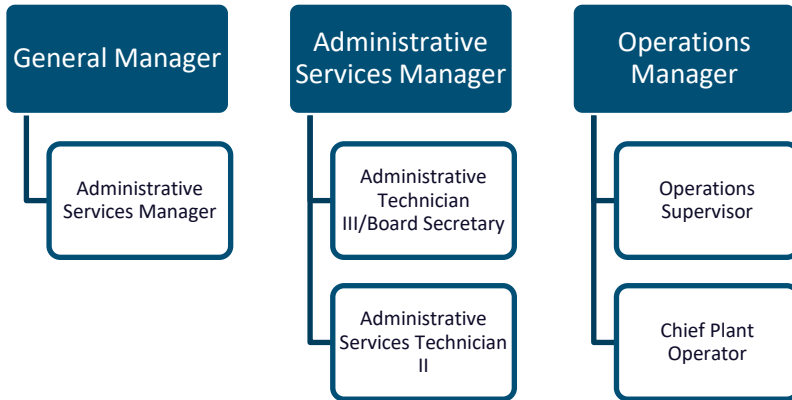 General Manager
Administrative
Services Manager
Administrative
Services Manager
Administrative
Technician
III/Board Secretary
Administrative
Services Technician
II
Operations
Manager
Operations
Supervisor
Chief Plant
Operator